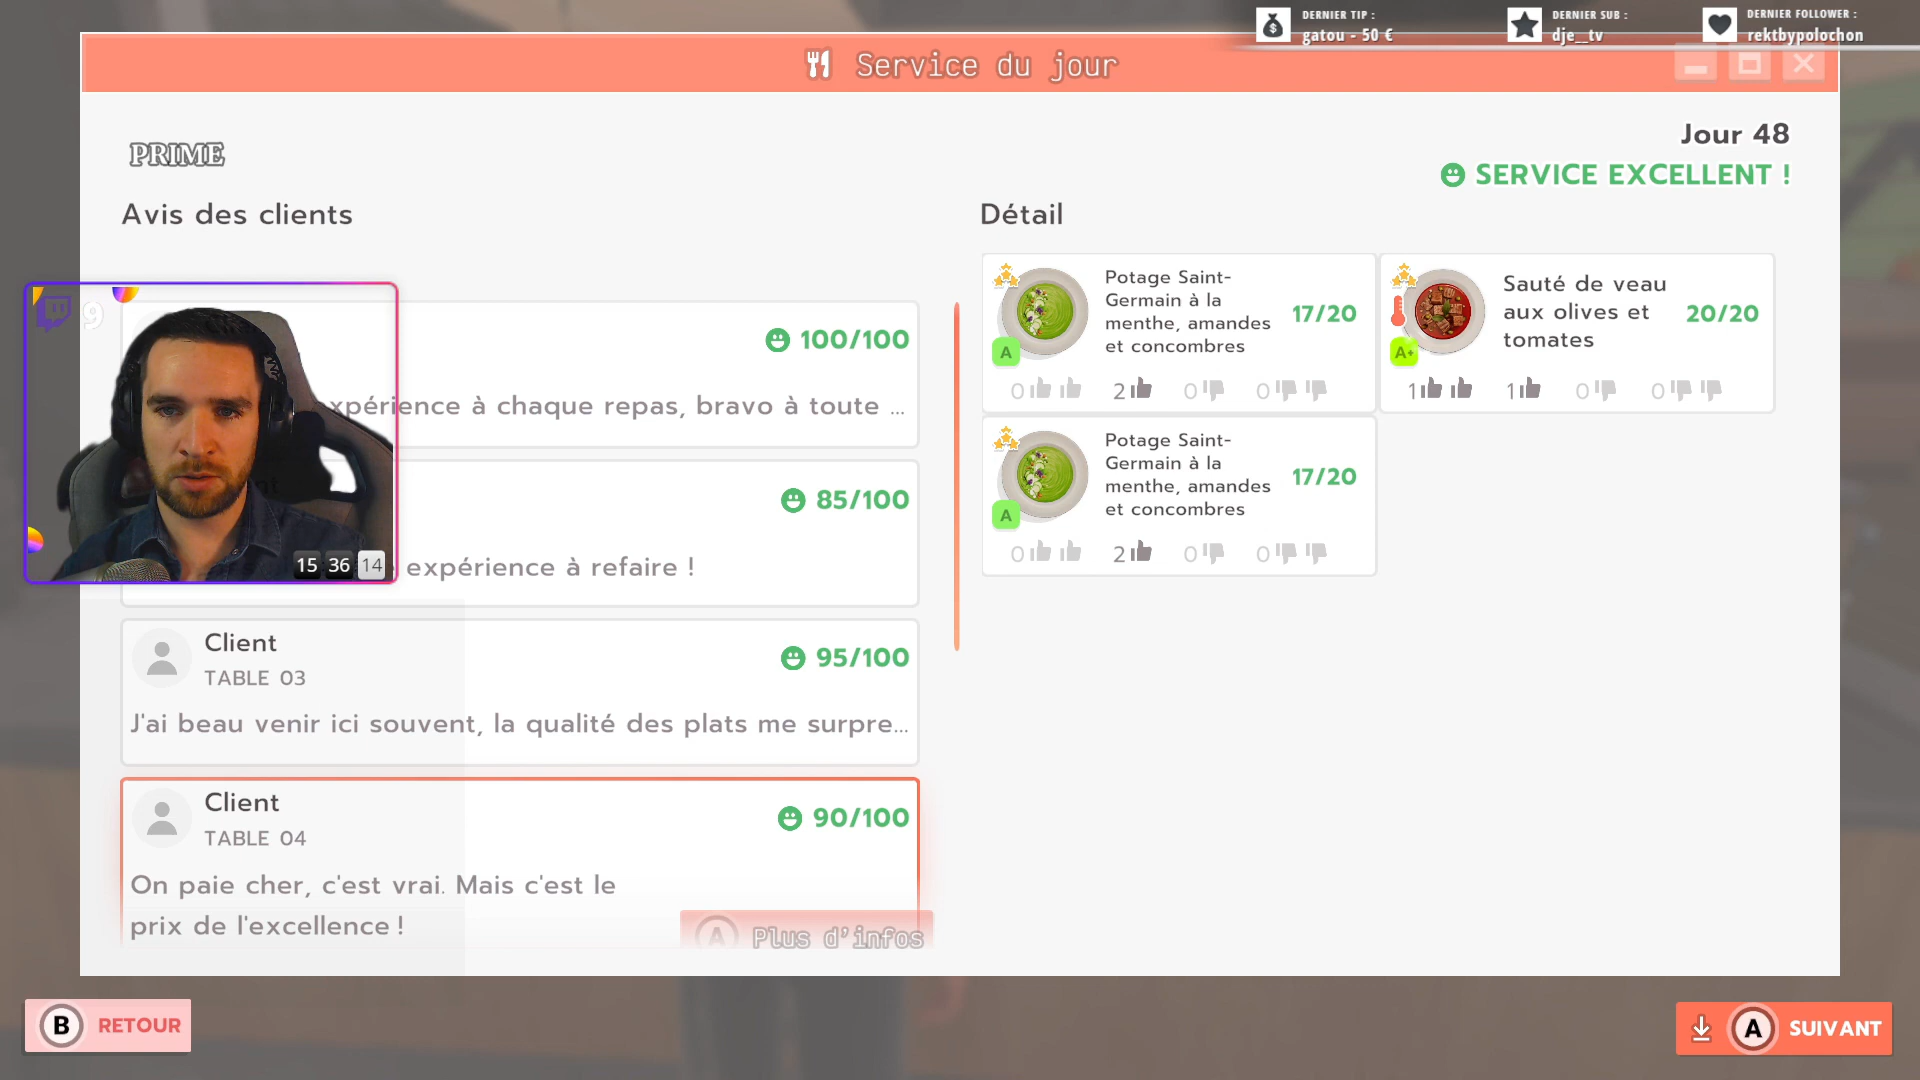 DERNIER TIP :
gatou - 50 €
DERNIER SUB :
dje__tv
DERNIER FOLLOWER :
rektbypolochon
Service du jour
PRIME
Jour 48
SERVICE EXCELLENT !
Avis des clients
100/100
xpérience à chaque repas, bravo à toute ...
85/100
expérience à refaire !
9
15 36 14
Client
TABLE 03
95/100
J'ai beau venir ici souvent, la qualité des plats me surpre...
Client
TABLE 04
90/100
On paie cher, c'est vrai. Mais c'est le
prix de l'excellence !
A Plus d'infos
Détail
Potage Saint-
Germain à la
menthe, amandes
et concombres
17/20
A
0 2 0 0
Sauté de veau
aux olives et
tomates
20/20
A+
1 1 0 0
Potage Saint-
Germain à la
menthe, amandes
et concombres
17/20
A
0 2 0 0
B RETOUR
A SUIVANT